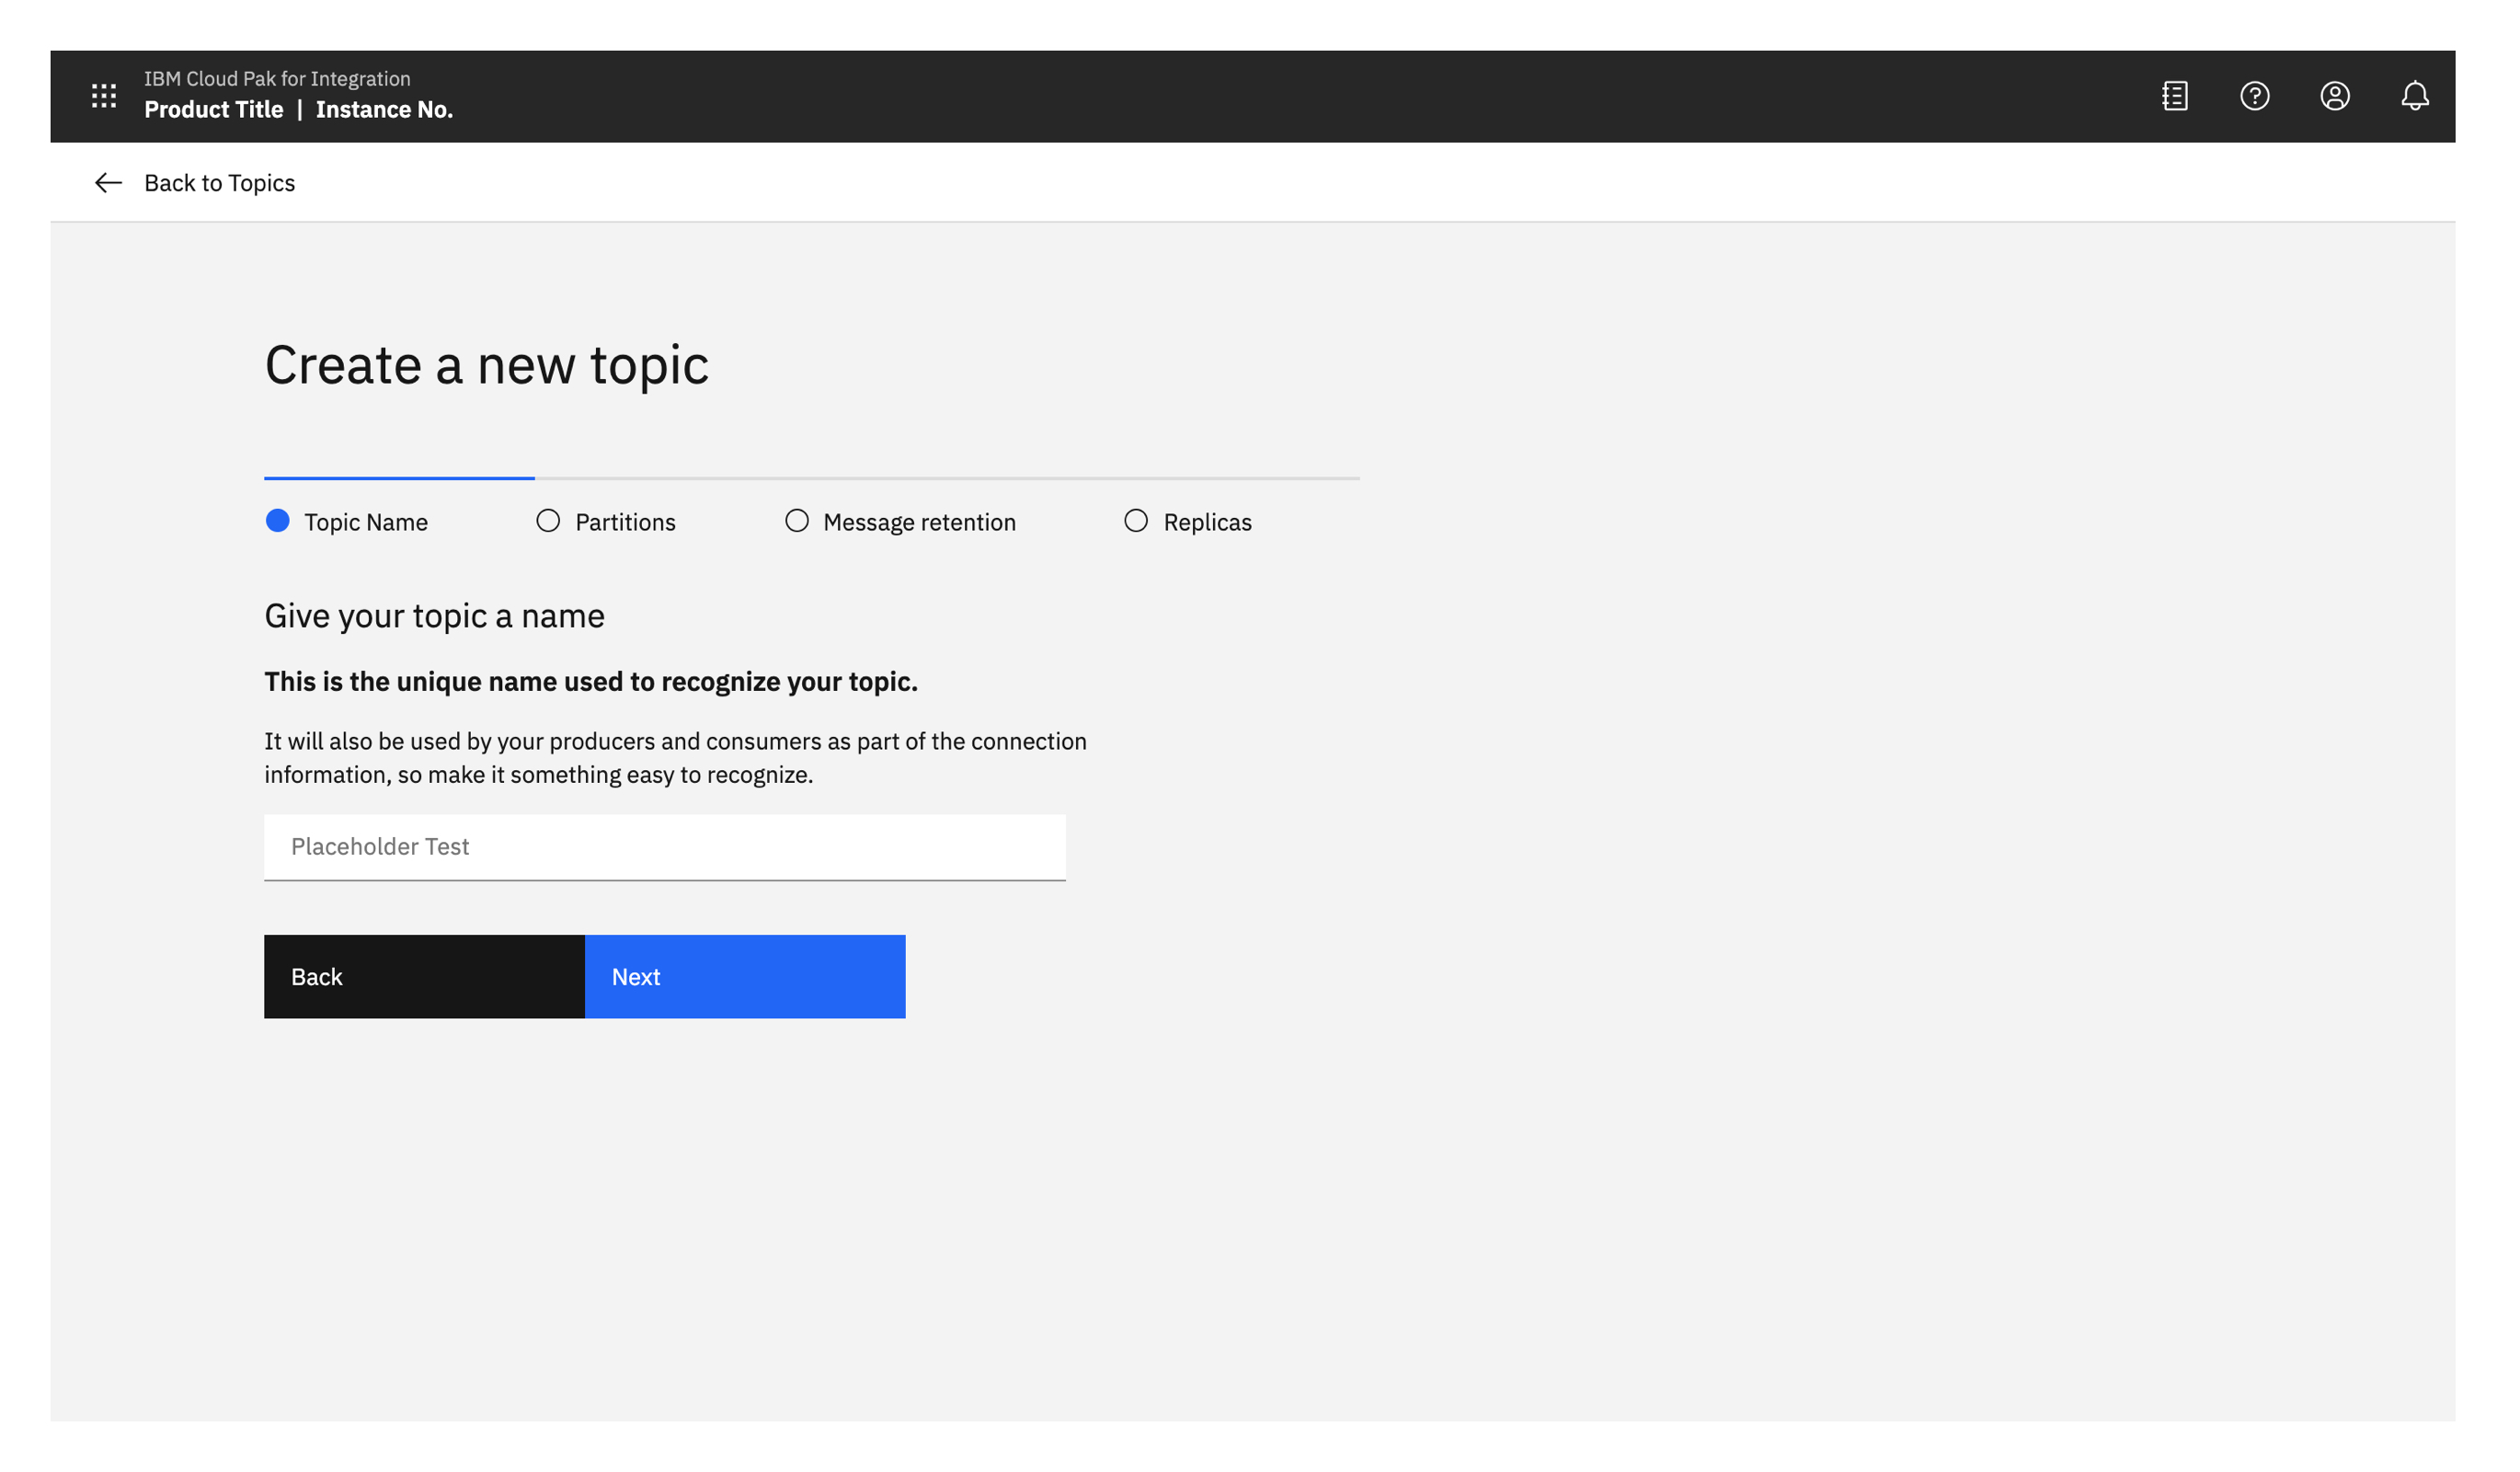 IBM Cloud Pak for Integration
Product Title | Instance No.
Back to Topics
Create a new topic
Topic Name
Partitions
Message retention
Replicas
Give your topic a name
This is the unique name used to recognize your topic.
It will also be used by your producers and consumers as part of the connection
information, so make it something easy to recognize.
Placeholder Test
Back
Next